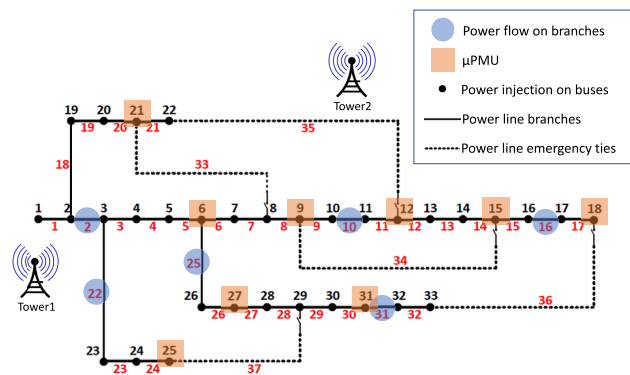 Power flow on branches
μPMU
Power injection on buses
Power line branches
Power line emergency ties
Tower2
19 20 21 22
19 20 21 35
18 33
1 2 3 4 5 6 7 8 9 10 11 12 13 14 15 16 17 18
1 2 3 4 5 6 7 8 9 10 11 12 13 14 15 16 17
34
Tower1
22 25
26 27 28 29 30 31 32 33
26 27 28 29 30 31 32 36
23 24 25
23 24 37